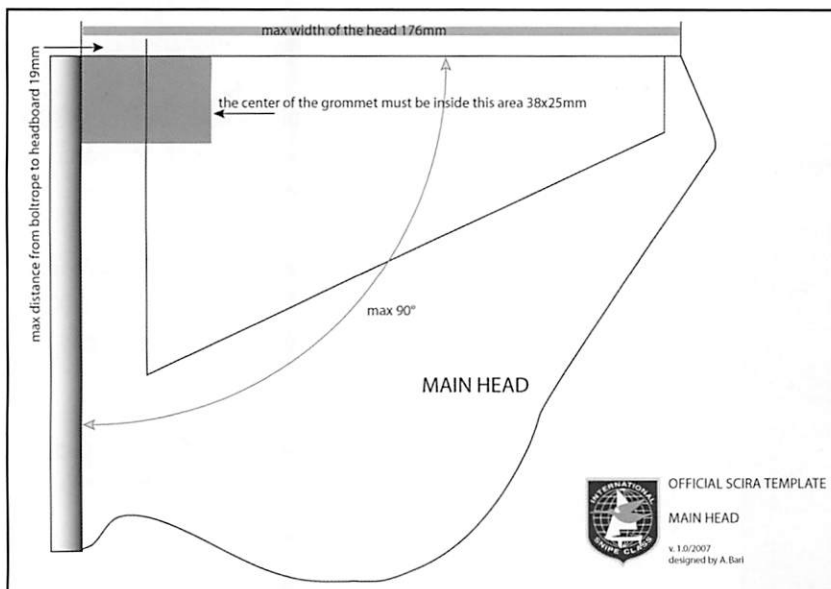 max width of the head 176mm
max distance from boltrope to headboard 19mm
the center of the grommet must be inside this area 38x25mm
max 90°
MAIN HEAD
INTERNATIONAL
SNIPE CLASS
OFFICIAL SCIRA TEMPLATE
MAIN HEAD
v. 1.0/2007
designed by A.Bari